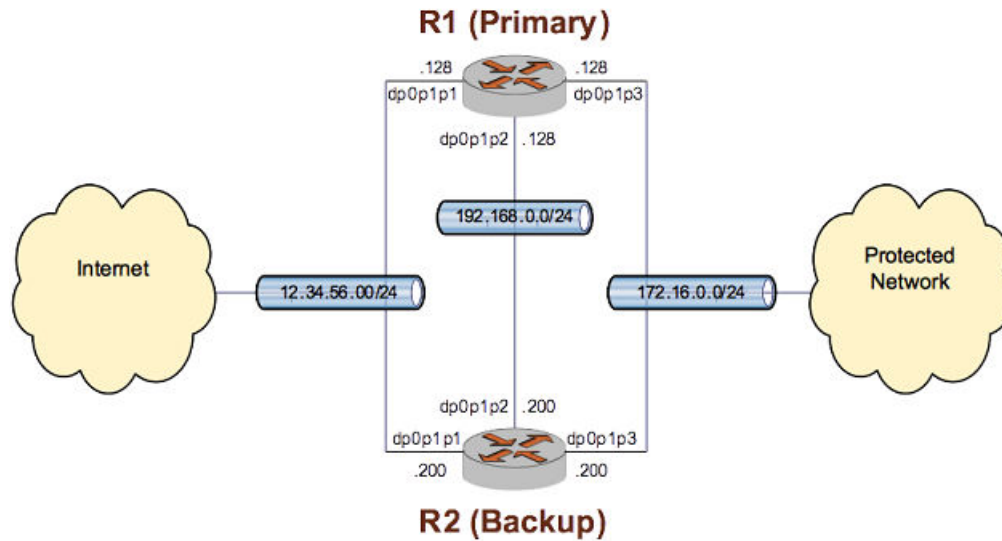 R1 (Primary)
.128
.128
dp0p1p1
dp0p1p3
dp0p1p2
.128
192.168.0.0/24
Internet
Protected
Network
12.34.56.00/24
172.16.0.0/24
dp0p1p2
.200
dp0p1p1
dp0p1p3
.200
.200
R2 (Backup)